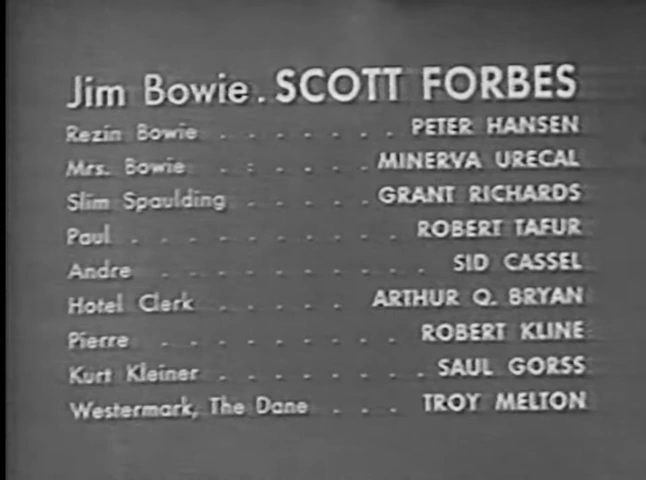 Jim Bowie . SCOTT FORBES
Rezin Bowie . . . . . . . PETER HANSEN
Mrs. Bowie . : . . . . MINERVA URECAL
Slim Spaulding . . . . . GRANT RICHARDS
Paul . . . . . . . . . . ROBERT TAFUR
Andre . . . . . . . . . . SID CASSEL
Hotel Clerk . . . . . ARTHUR Q. BRYAN
Pierre . . . . . . . . . ROBERT KLINE
Kurt Kleiner . . . . . . . . SAUL GORSS
Westermark, The Dane . . . TROY MELTON